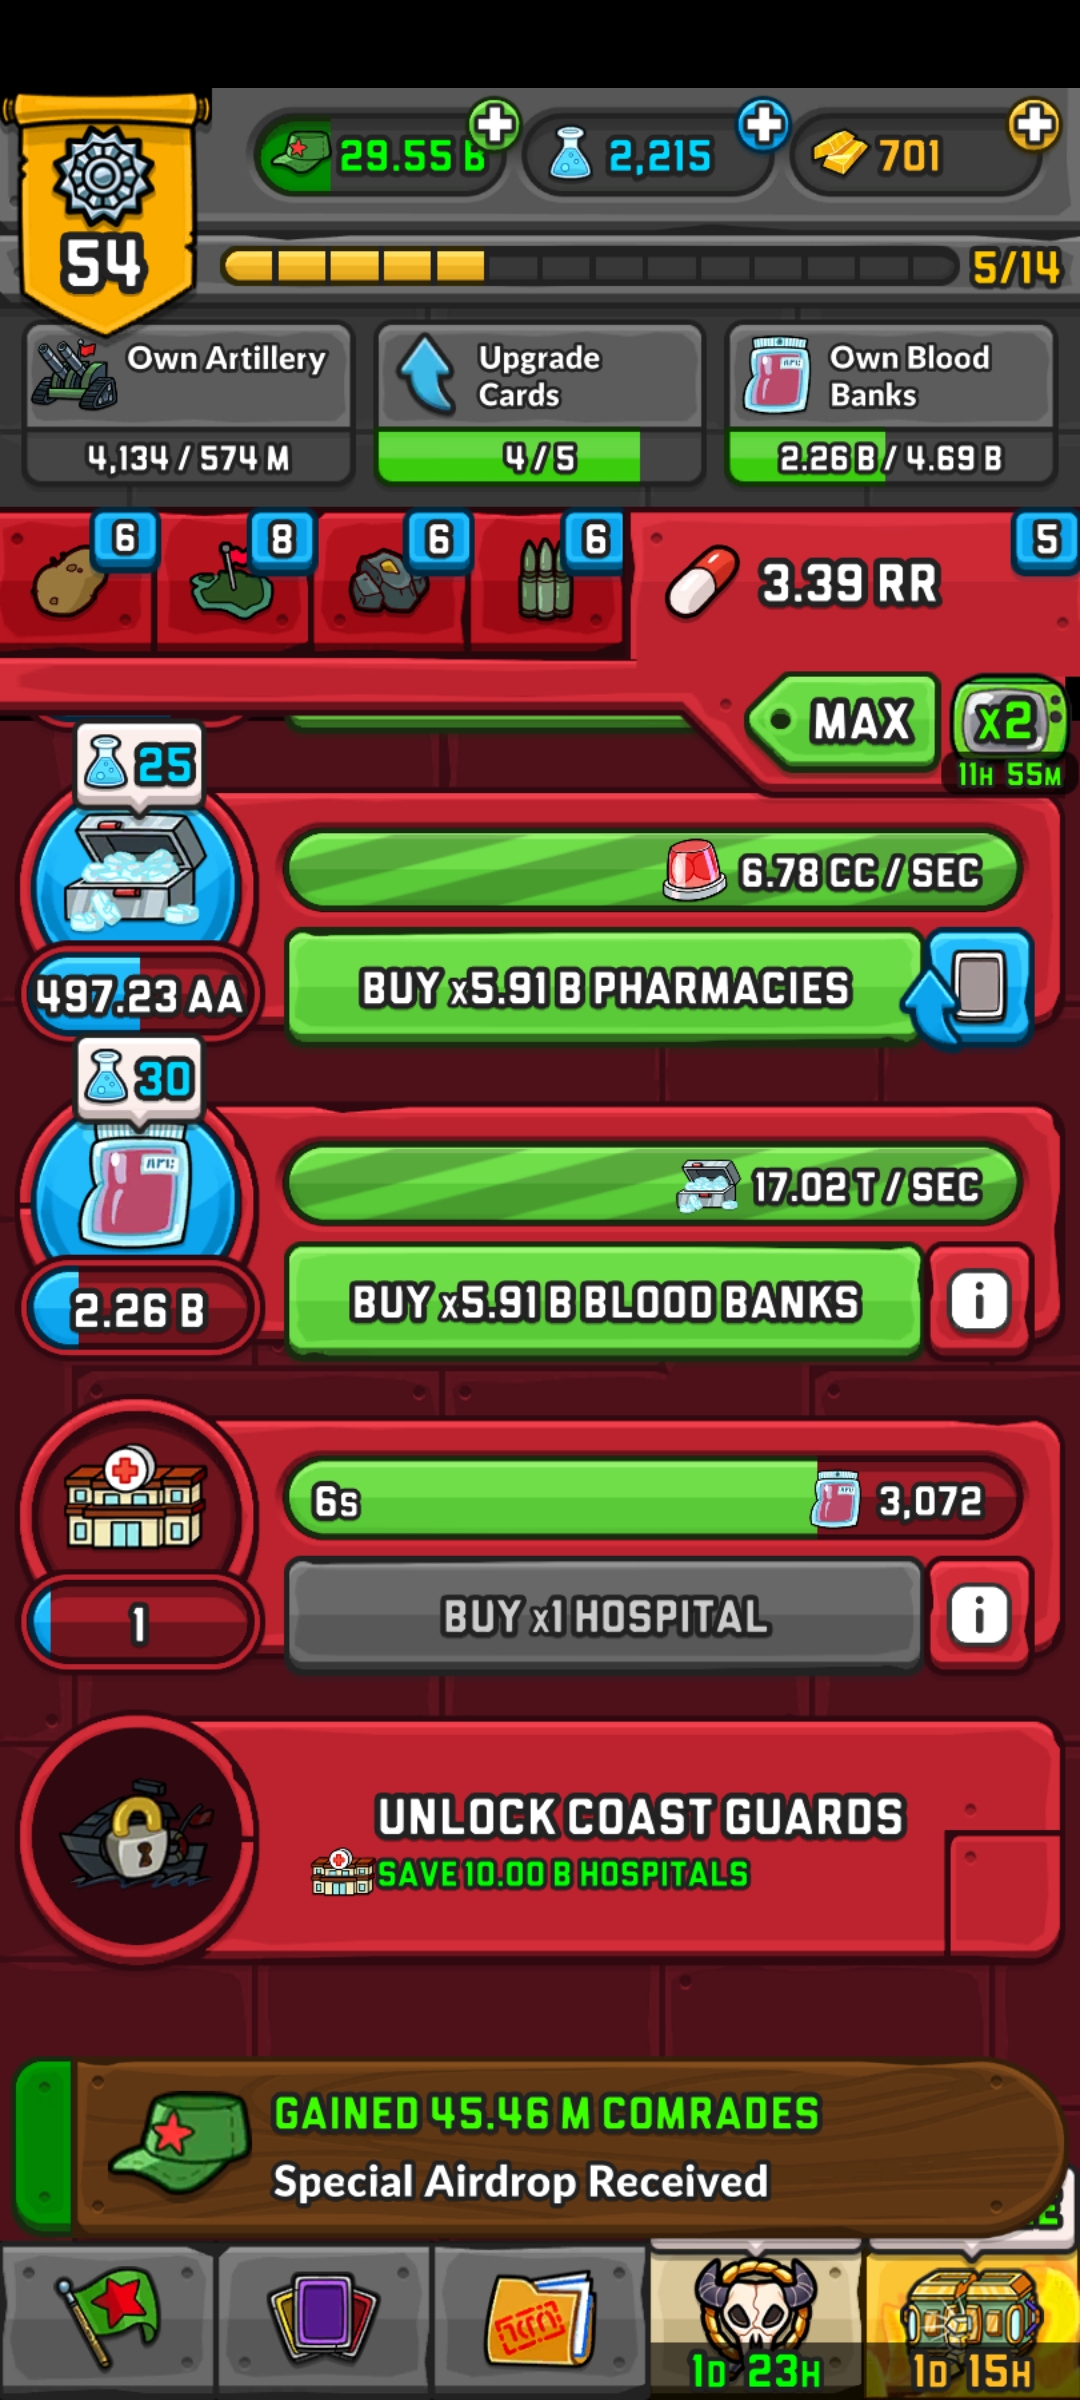 54
29.55 B
2,215
701
5/14
Own Artillery
4,134 / 574 M
Upgrade
Cards
4 / 5
Own Blood
Banks
2.26 B / 4.69 B
6
8
6
6
3.39 RR
5
MAX
x2
11H 55M
25
6.78 CC / SEC
497.23 AA
BUY x5.91 B PHARMACIES
30
17.02 T / SEC
2.26 B
BUY x5.91 B BLOOD BANKS
i
6s
3,072
1
BUY x1 HOSPITAL
i
UNLOCK COAST GUARDS
SAVE 10.00 B HOSPITALS
GAINED 45.46 M COMRADES
Special Airdrop Received
1D 23H
1D 15H